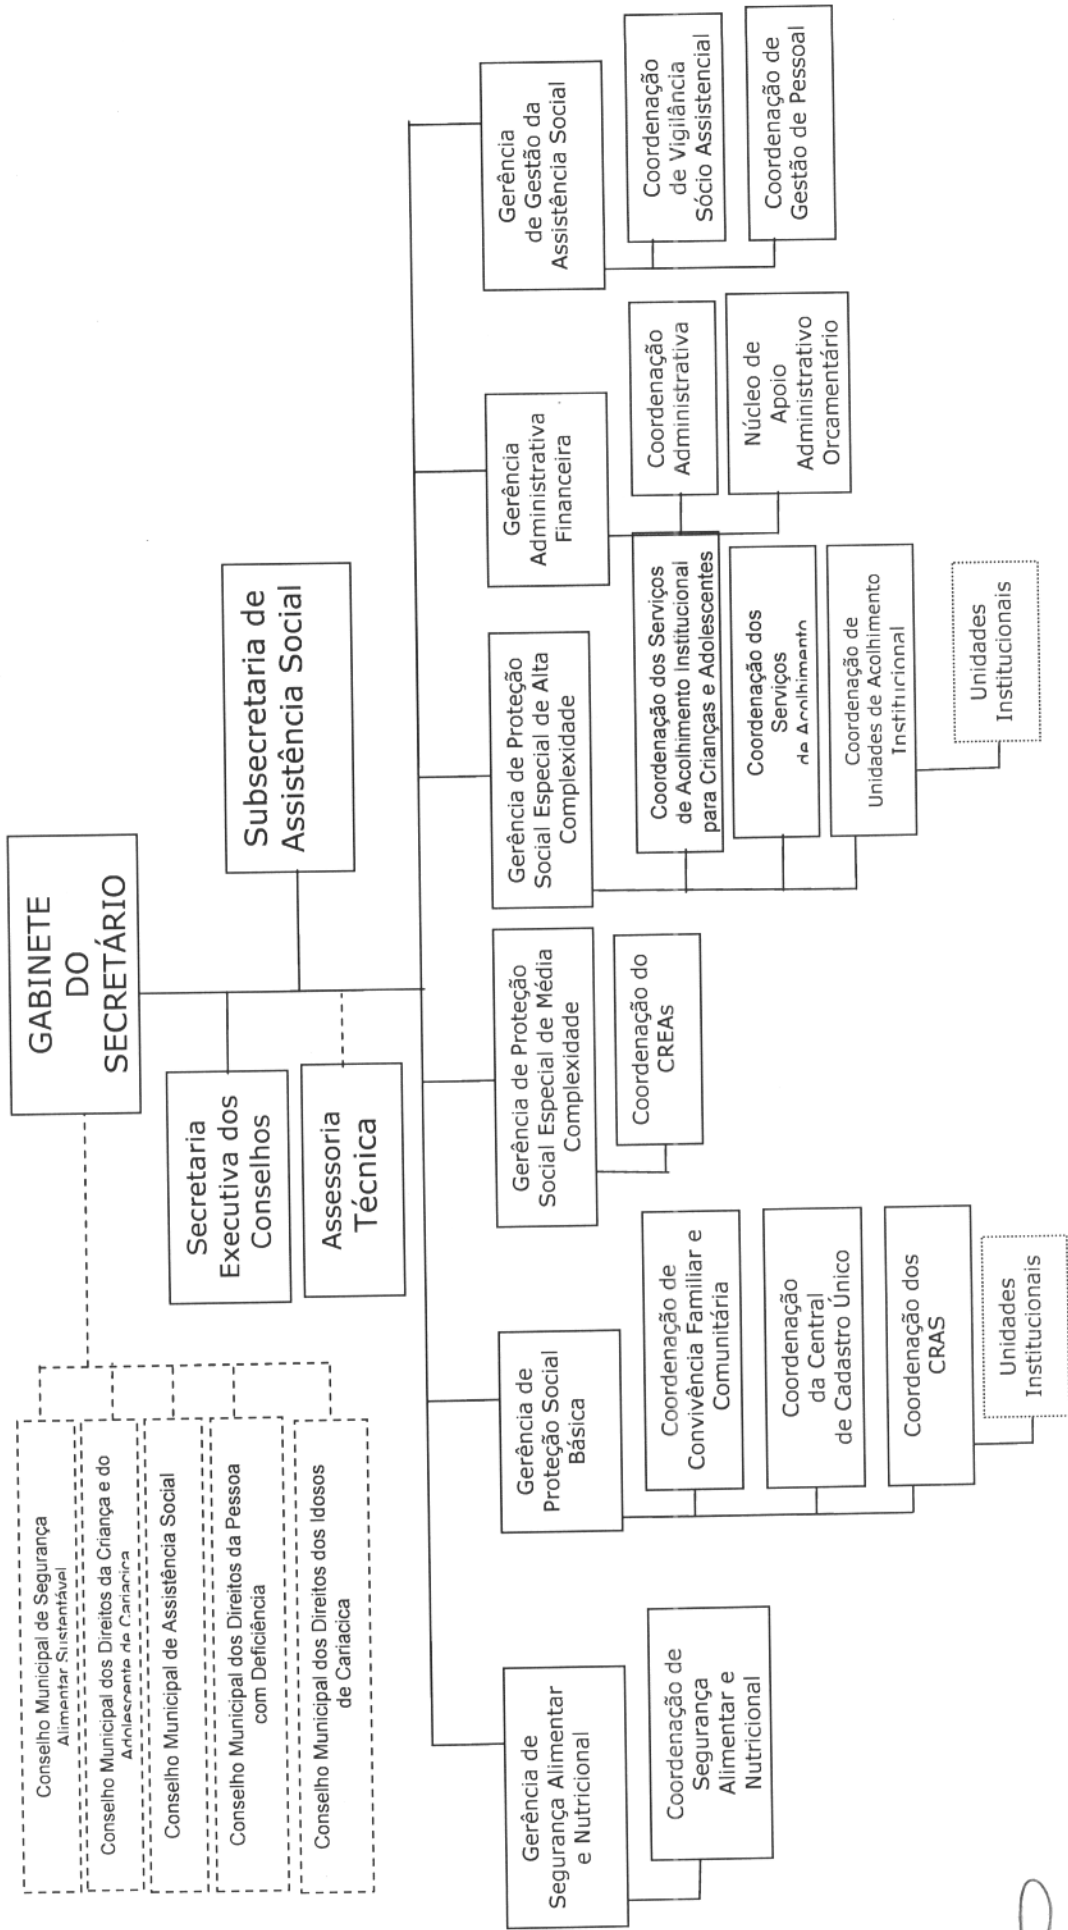 GABINETE
DO
SECRETÁRIO
Conselho Municipal de Segurança
Alimentar Sustentável
Conselho Municipal dos Direitos da Criança e do
Adolescente de Cariacica
Conselho Municipal de Assistência Social
Conselho Municipal dos Direitos da Pessoa
com Deficiência
Conselho Municipal dos Direitos dos Idosos
de Cariacica
Secretaria
Executiva dos
Conselhos
Subsecretaria de
Assistência Social
Assessoria
Técnica
Gerência de
Segurança Alimentar
e Nutricional
Coordenação de
Segurança
Alimentar e
Nutricional
Gerência de
Proteção Social
Básica
Coordenação de
Convivência Familiar e
Comunitária
Coordenação
da Central
de Cadastro Único
Coordenação dos
CRAS
Unidades
Institucionais
Gerência de Proteção
Social Especial de Média
Complexidade
Coordenação do
CREAs
Gerência de Proteção
Social Especial de Alta
Complexidade
Coordenação dos Serviços
de Acolhimento Institucional
para Crianças e Adolescentes
Coordenação dos
Serviços
de Acolhimento
Coordenação de
Unidades de Acolhimento
Institucional
Unidades
Institucionais
Gerência
Administrativa
Financeira
Coordenação
Administrativa
Núcleo de
Apoio
Administrativo
Orcamentário
Gerência
de Gestão da
Assistência Social
Coordenação
de Vigilância
Sócio Assistencial
Coordenação de
Gestão de Pessoal